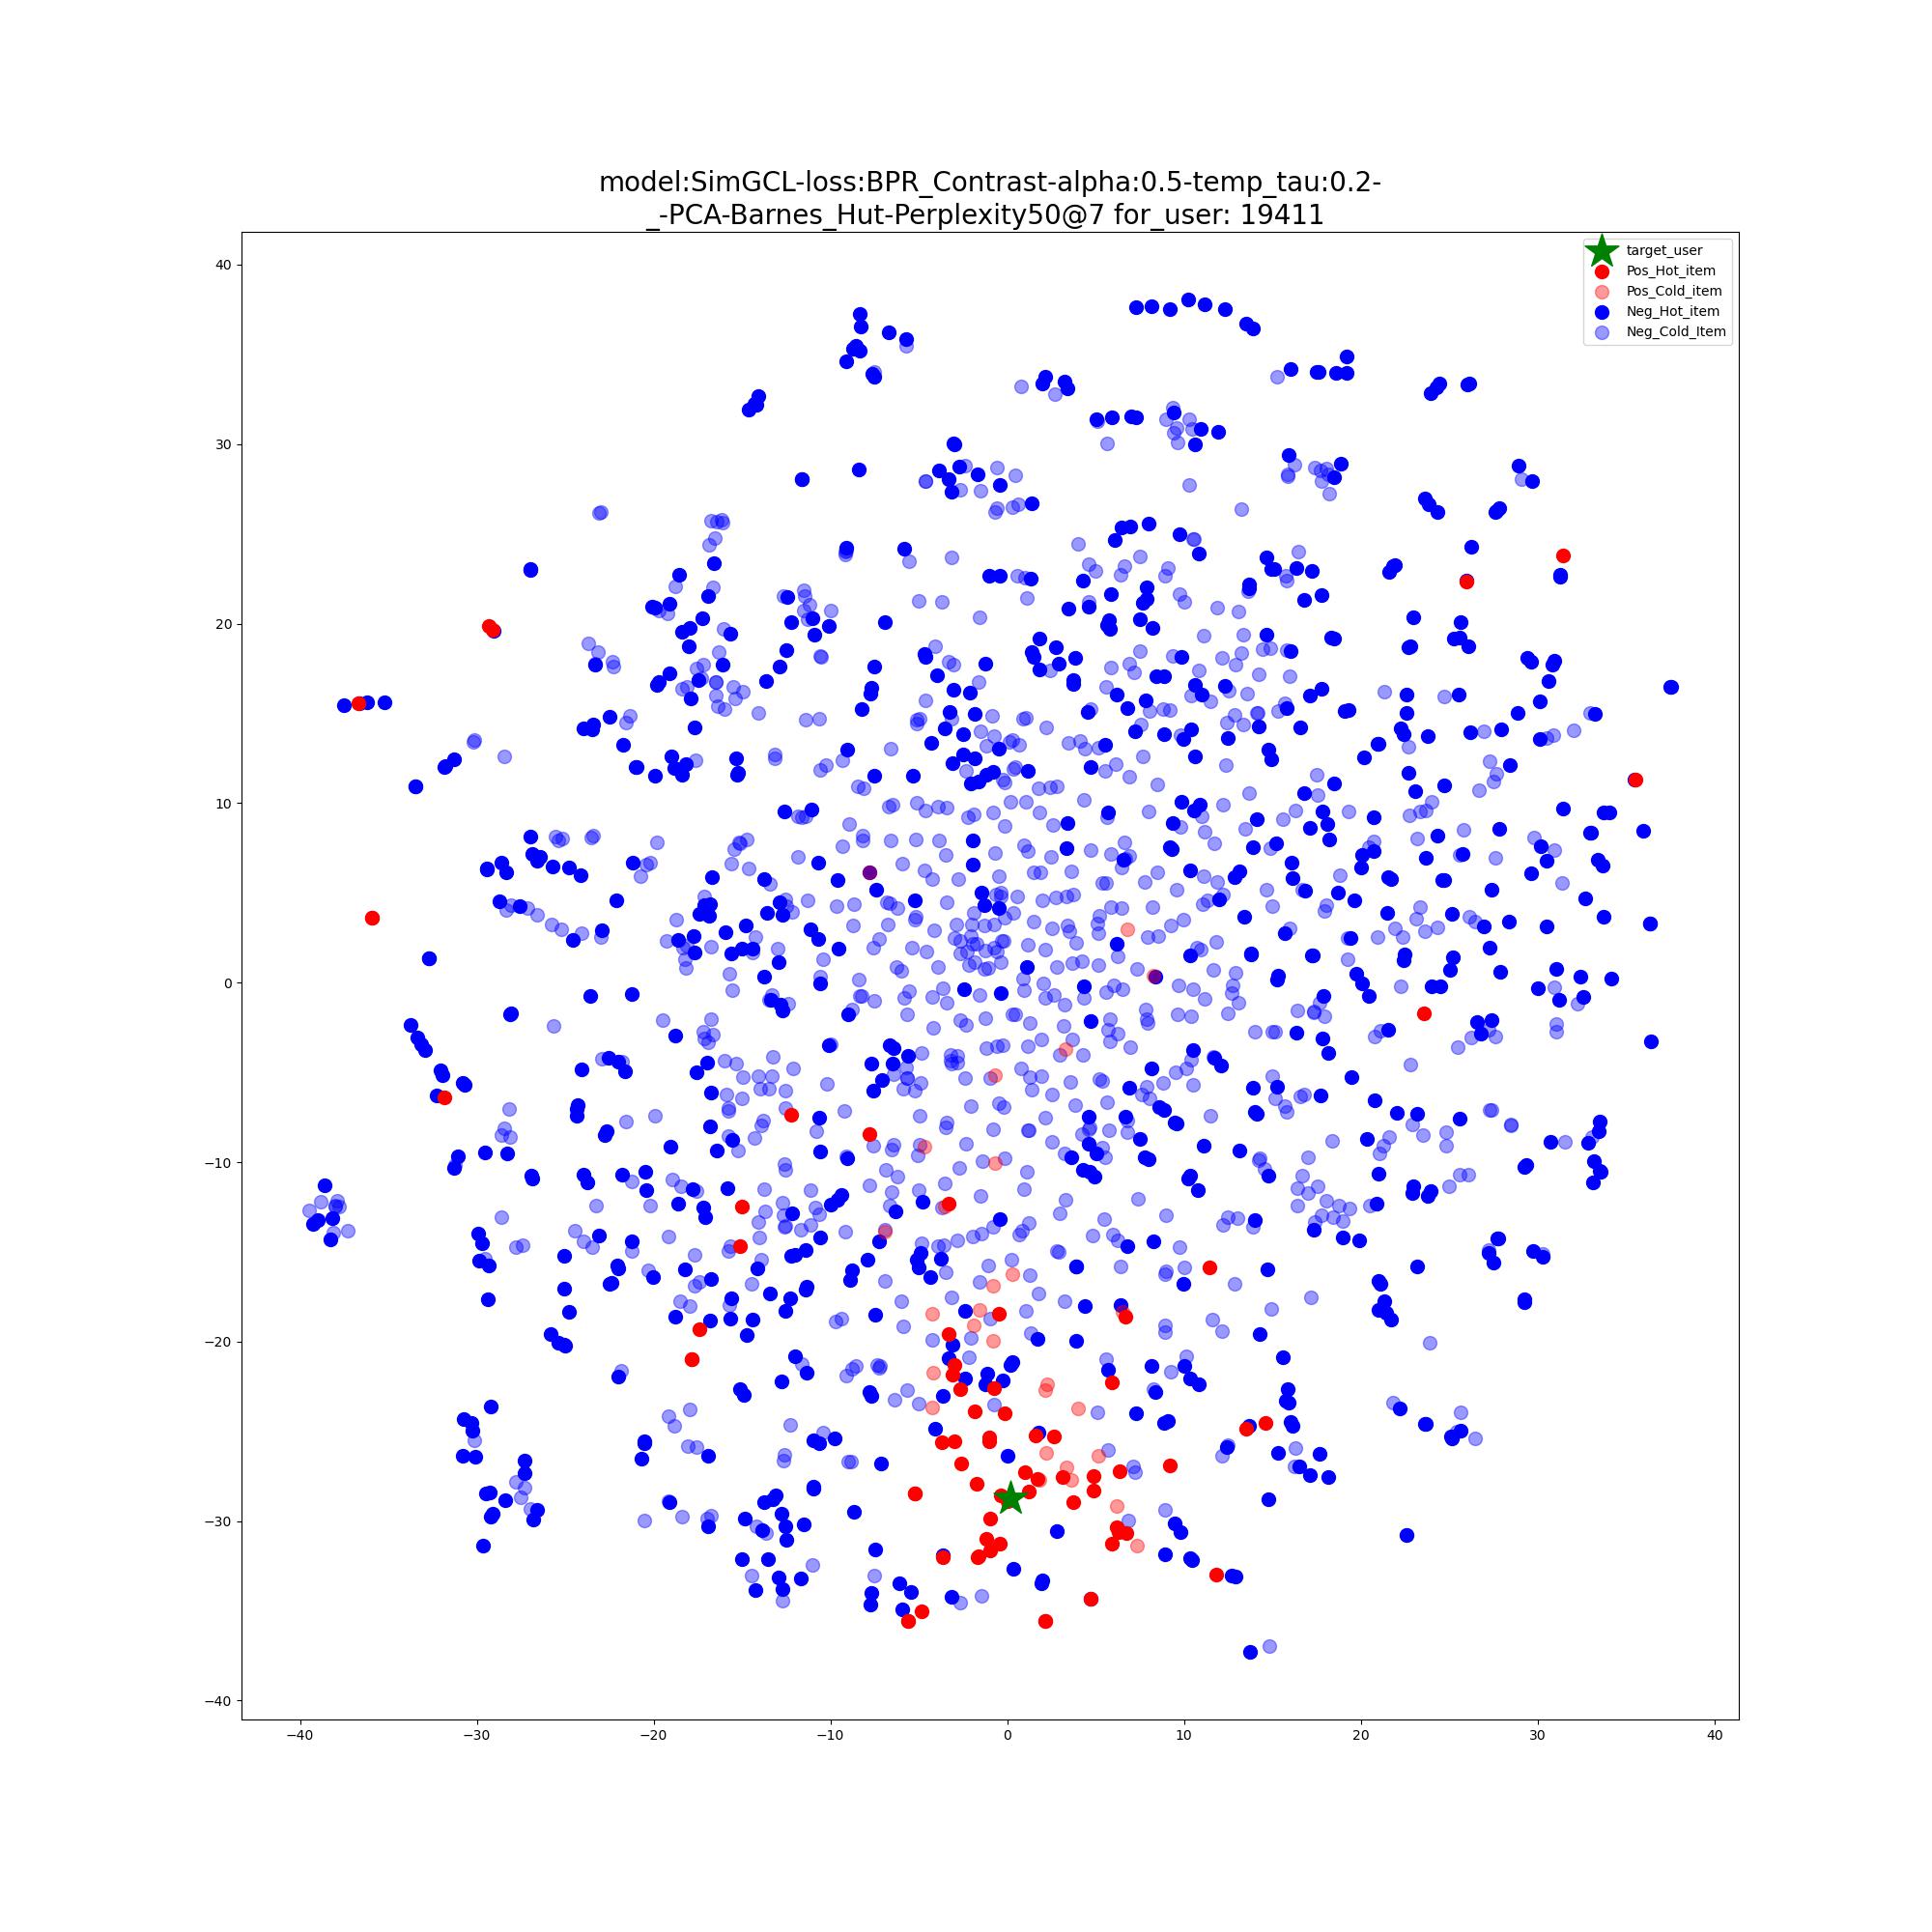 model:SimGCL-loss:BPR_Contrast-alpha:0.5-temp_tau:0.2-
_-PCA-Barnes_Hut-Perplexity50@7 for_user: 19411
target_user
Pos_Hot_item
Pos_Cold_item
Neg_Hot_item
Neg_Cold_Item
40
30
20
10
0
−10
−20
−30
−40
−40 −30 −20 −10 0 10 20 30 40